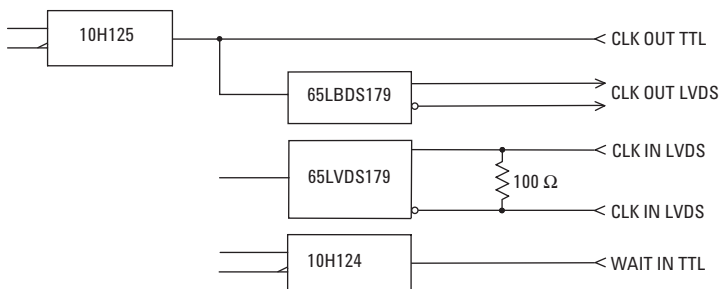 10H125
CLK OUT TTL
65LBDS179
CLK OUT LVDS
65LVDS179
CLK IN LVDS
100 Ω
CLK IN LVDS
10H124
WAIT IN TTL